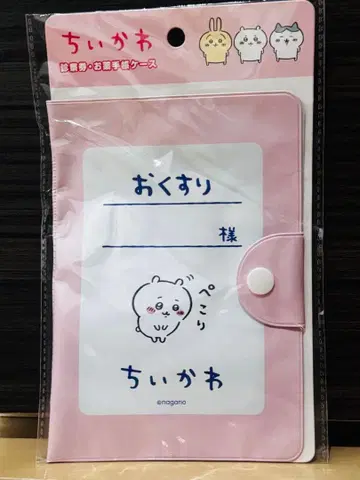 ちいかわ
診察券・お薬手帳ケース
おくすり
様
ぺこり
ちいかわ
©nagano